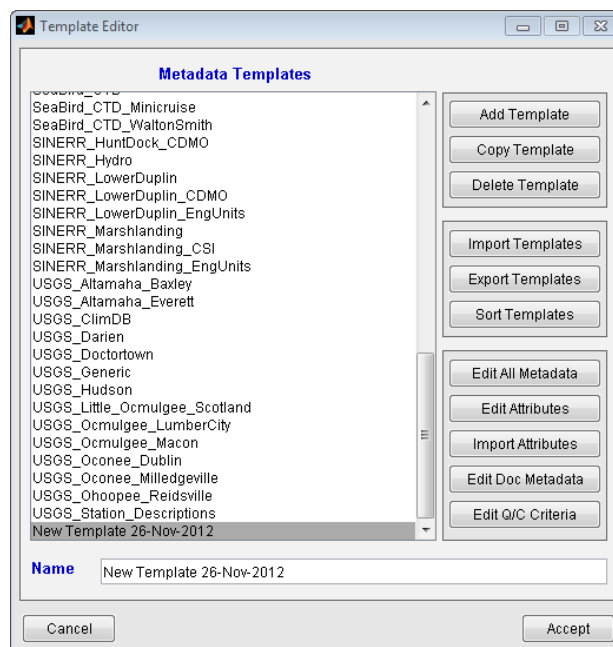 Template Editor
Metadata Templates
SeaBird_CTD_Minicruise
SeaBird_CTD_WaltonSmith
SINERR_HuntDock_CDMO
SINERR_Hydro
SINERR_LowerDuplin
SINERR_LowerDuplin_CDMO
SINERR_LowerDuplin_EngUnits
SINERR_Marshlanding
SINERR_Marshlanding_CSI
SINERR_Marshlanding_EngUnits
USGS_Altamaha_Baxley
USGS_Altamaha_Everett
USGS_ClimDB
USGS_Darien
USGS_Doctortown
USGS_Generic
USGS_Hudson
USGS_Little_Ocmulgee_Scotland
USGS_Ocmulgee_LumberCity
USGS_Ocmulgee_Macon
USGS_Oconee_Dublin
USGS_Oconee_Milledgeville
USGS_Ohoopee_Reidsville
USGS_Station_Descriptions
New Template 26-Nov-2012
Add Template
Copy Template
Delete Template
Import Templates
Export Templates
Sort Templates
Edit All Metadata
Edit Attributes
Import Attributes
Edit Doc Metadata
Edit Q/C Criteria
Name
New Template 26-Nov-2012
Cancel
Accept